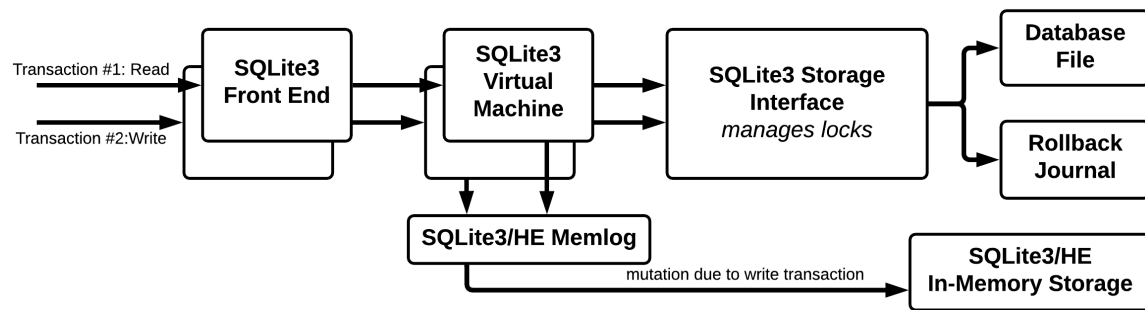 Transaction #1: Read
Transaction #2:Write
SQLite3
Front End
SQLite3
Virtual
Machine
SQLite3 Storage
Interface
manages locks
Database
File
Rollback
Journal
SQLite3/HE Memlog
mutation due to write transaction
SQLite3/HE
In-Memory Storage